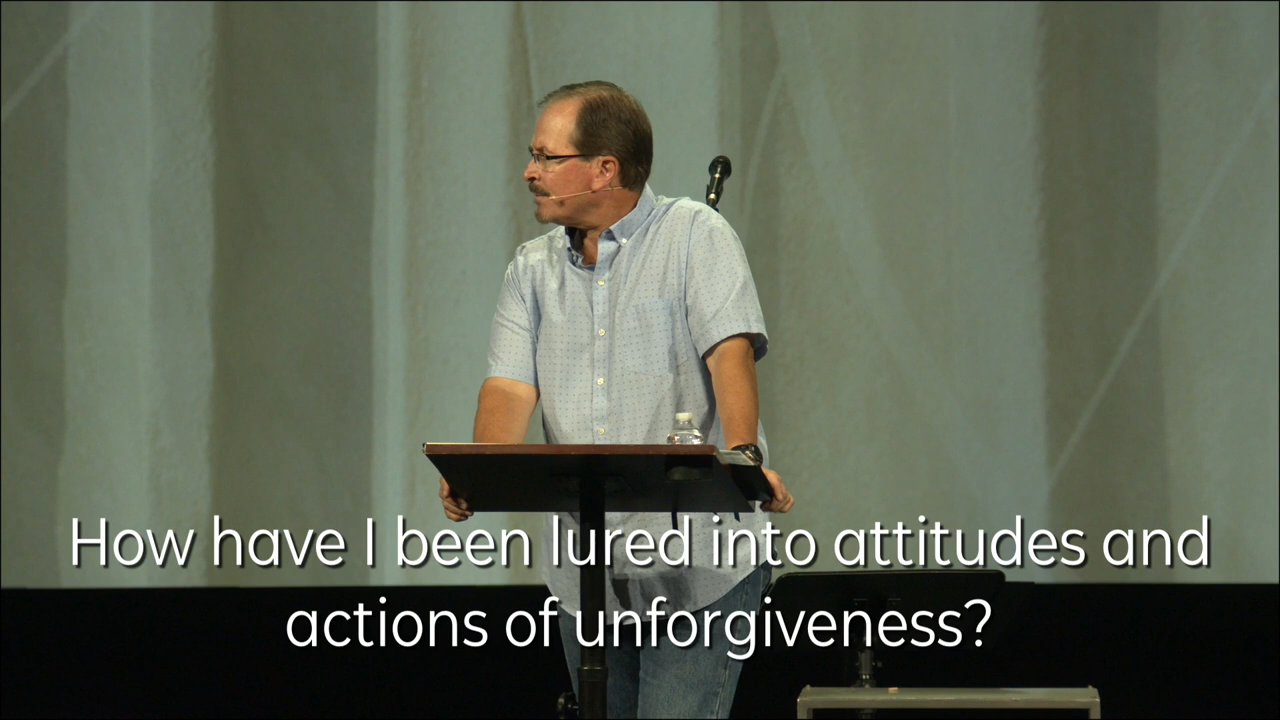 How have I been lured into attitudes and
actions of unforgiveness?